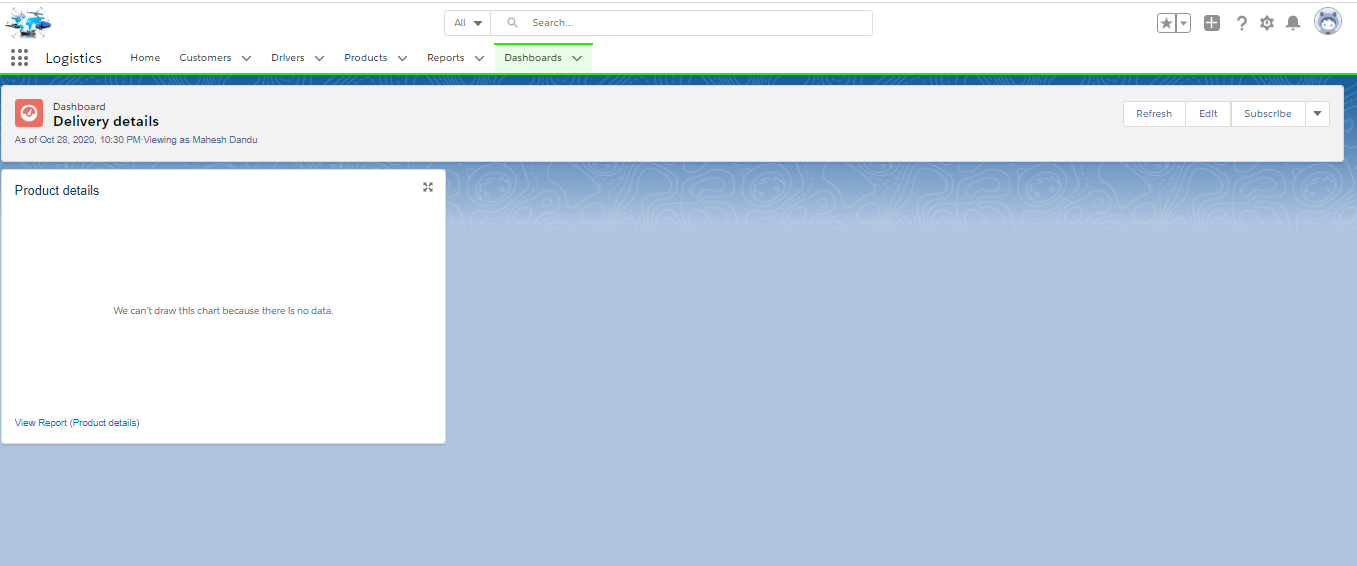 All
Search...
Logistics
Home
Customers
Drivers
Products
Reports
Dashboards
Dashboard
Delivery details
As of Oct 28, 2020, 10:30 PM·Viewing as Mahesh Dandu
Refresh
Edit
Subscribe
Product details
We can't draw this chart because there is no data.
View Report (Product details)